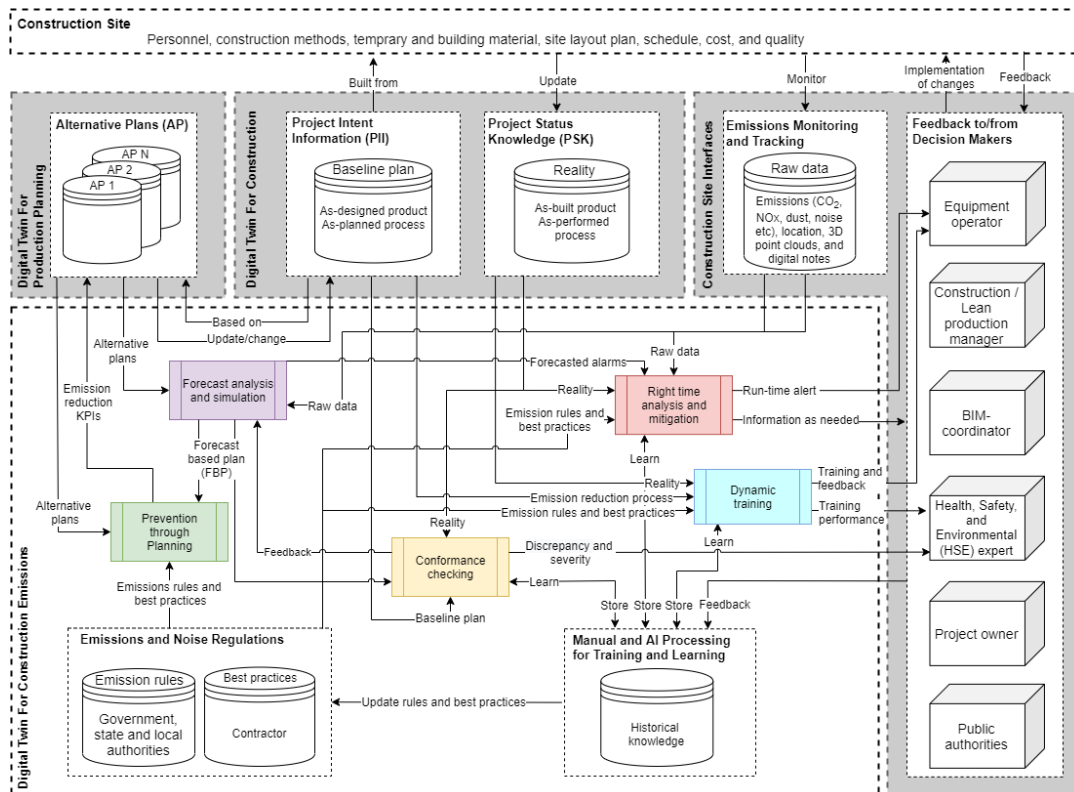 Construction Site
Personnel, construction methods, temprary and building material, site layout plan, schedule, cost, and quality
Built from
Update
Monitor
Implementation
of changes
Feedback
Digital Twin For
Production Planning
Alternative Plans (AP)
AP N
AP 2
AP 1
Digital Twin For Construction
Project Intent
Information (PII)
Baseline plan
As-designed product
As-planned process
Project Status
Knowledge (PSK)
Reality
As-built product
As-performed
process
Construction Site Interfaces
Emissions Monitoring
and Tracking
Raw data
Emissions (CO2,
NOx, dust, noise
etc), location, 3D
point clouds, and
digital notes
Feedback to/from
Decision Makers
Equipment
operator
Construction /
Lean
production
manager
BIM-
coordinator
Health, Safety,
and
Environmental
(HSE) expert
Project owner
Public
authorities
Digital Twin For Construction Emissions
Based on
Update/change
Alternative
plans
Emission
reduction
KPIs
Forecast analysis
and simulation
Forecasted alarms
Raw data
Raw data
Reality
Emission rules and
best practices
Right time
analysis and
mitigation
Run-time alert
Information as needed
Forecast
based plan
(FBP)
Learn
Reality
Emission reduction process
Emission rules and best practices
Dynamic
training
Training and
feedback
Training
performance
Alternative
plans
Prevention
through
Planning
Reality
Feedback
Conformance
checking
Discrepancy and
severity
Learn
Learn
Emissions rules and
best practices
Baseline plan
Store
Store
Store
Feedback
Emissions and Noise Regulations
Emission rules
Government,
state and local
authorities
Best practices
Contractor
Update rules and best practices
Manual and AI Processing
for Training and Learning
Historical
knowledge